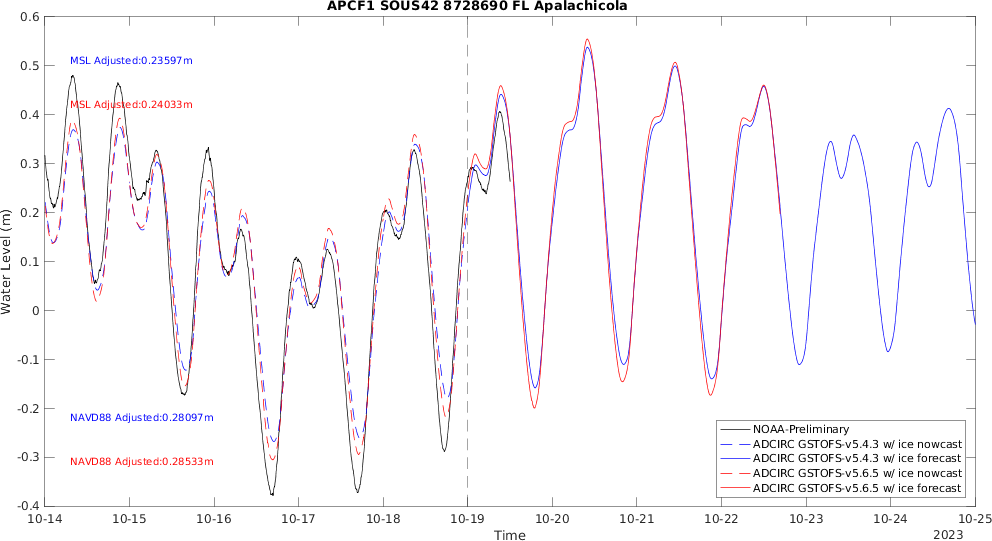 APCF1 SOUS42 8728690 FL Apalachicola
0.6
0.5
0.4
0.3
0.2
0.1
0
-0.1
-0.2
-0.3
-0.4
Water Level (m)
MSL Adjusted:0.23597m
MSL Adjusted:0.24033m
NAVD88 Adjusted:0.28097m
NAVD88 Adjusted:0.28533m
NOAA-Preliminary
ADCIRC GSTOFS-v5.4.3 w/ ice nowcast
ADCIRC GSTOFS-v5.4.3 w/ ice forecast
ADCIRC GSTOFS-v5.6.5 w/ ice nowcast
ADCIRC GSTOFS-v5.6.5 w/ ice forecast
10-14 10-15 10-16 10-17 10-18 10-19 10-20 10-21 10-22 10-23 10-24 10-25
Time
2023